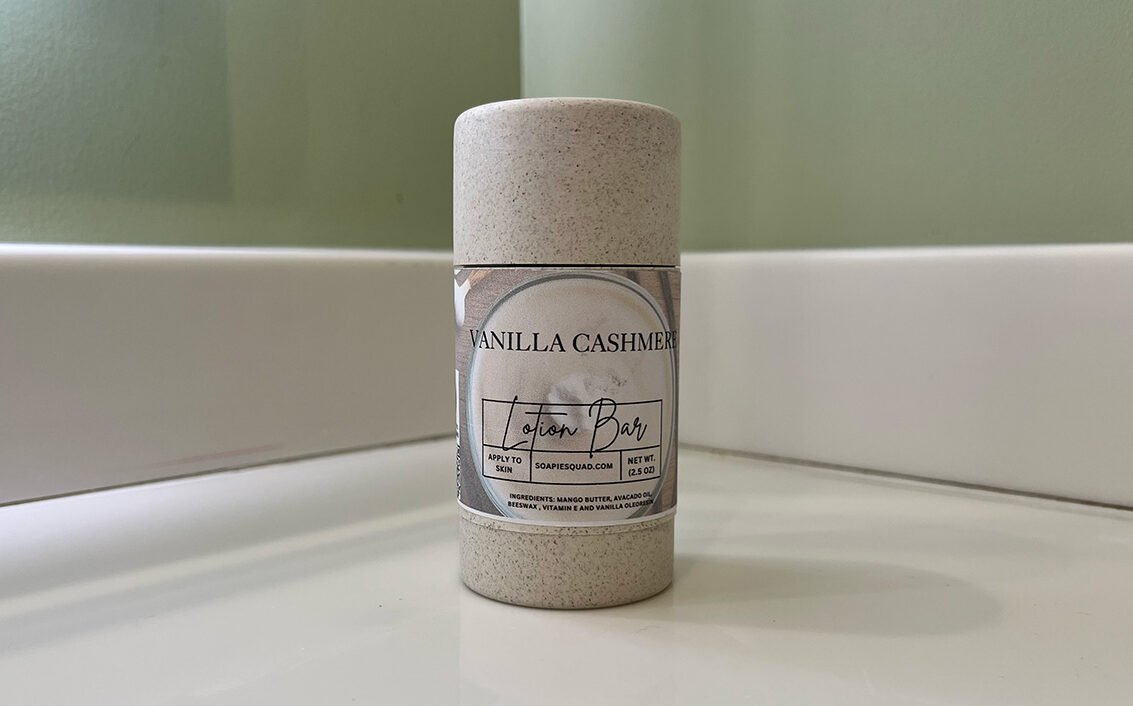 VANILLA CASHMERE
Lotion Bar
APPLY TO
SKIN
SOAPIESQUAD.COM
NET WT.
(2.5 OZ)
INGREDIENTS: MANGO BUTTER, AVACADO OIL,
BEESWAX , VITAMIN E AND VANILLA OLEORESIN